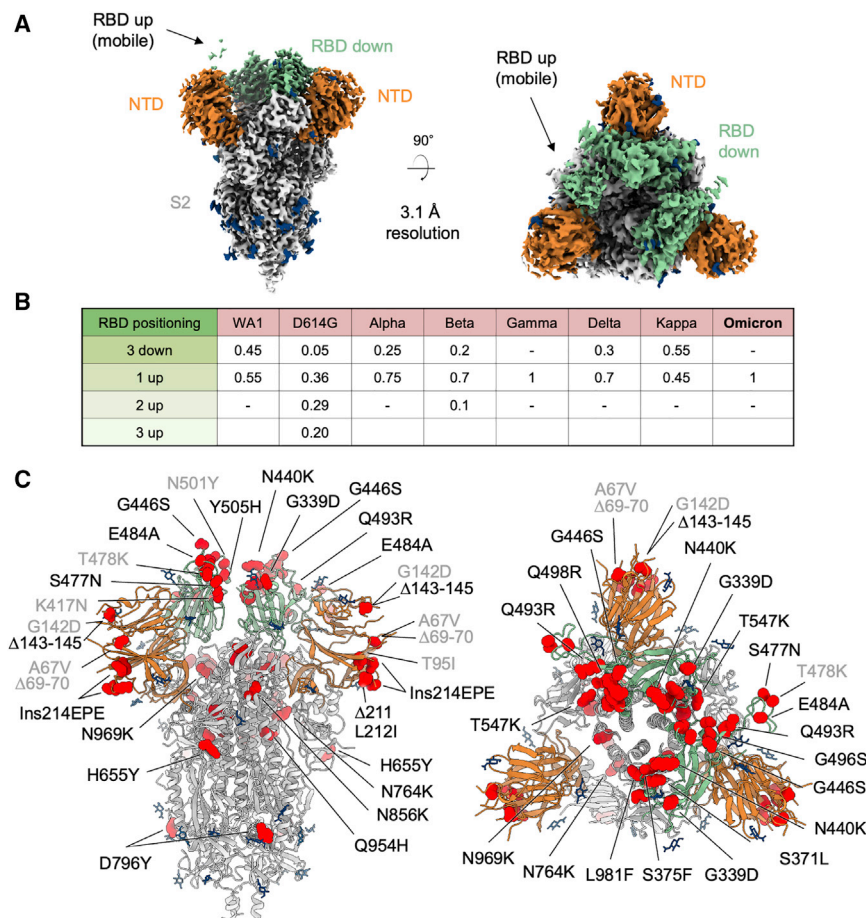 A
RBD up
(mobile)
RBD down
NTD
NTD
S2
90°
3.1 Å
resolution
RBD up
(mobile)
NTD
RBD
down
B
RBD positioning WA1 D614G Alpha Beta Gamma Delta Kappa Omicron
3 down 0.45 0.05 0.25 0.2 - 0.3 0.55 -
1 up 0.55 0.36 0.75 0.7 1 0.7 0.45 1
2 up - 0.29 - 0.1 - - - -
3 up 0.20
C
N501Y
N440K
G446S
Y505H
G339D
G446S
E484A
Q493R
T478K
E484A
S477N
G142D
K417N
Δ143-145
G142D
Δ143-145
A67V
Δ69-70
A67V
Δ69-70
T95I
Ins214EPE
Ins214EPE
N969K
Δ211
L212I
H655Y
H655Y
N764K
N856K
Q954H
D796Y
A67V
Δ69-70
G142D
Δ143-145
G446S
N440K
Q498R
G339D
Q493R
T547K
S477N
T478K
E484A
T547K
Q493R
G496S
G446S
N440K
N969K
S371L
N764K
L981F
S375F
G339D